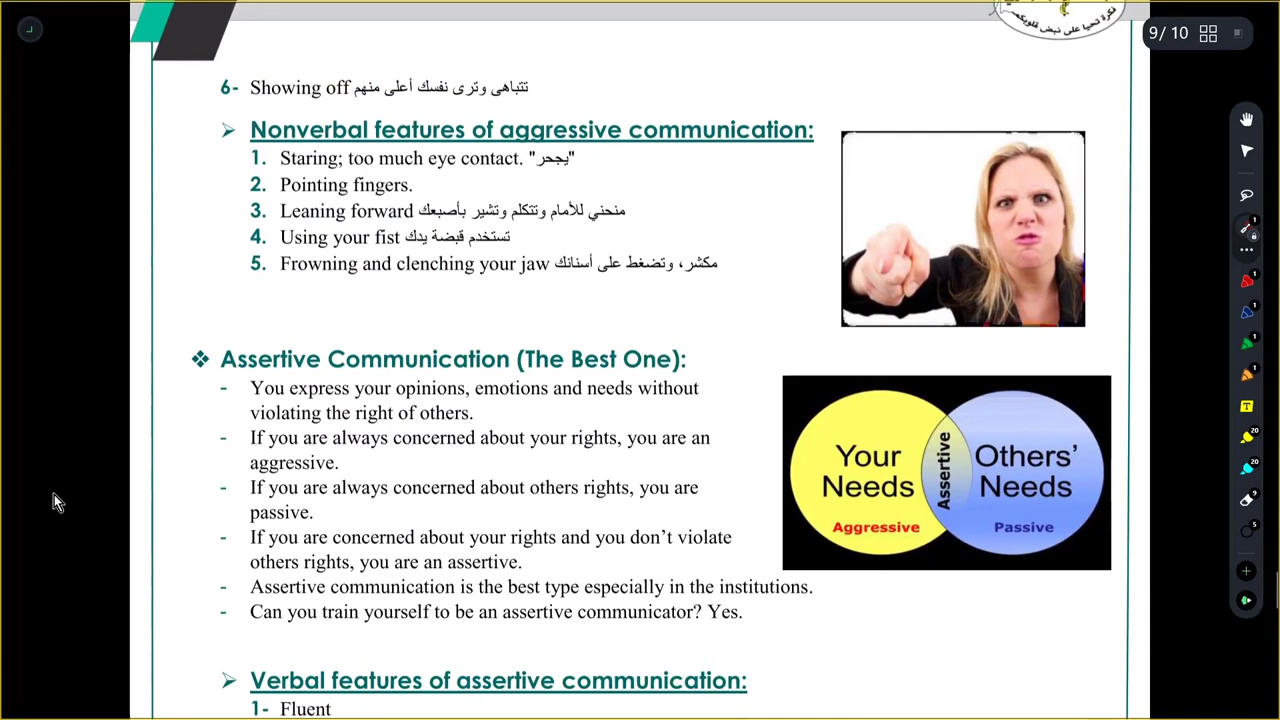 فكرة تحيا على نبض قلوبكم
9/10
6- Showing off تتباهى وترى نفسك أعلى منهم
Nonverbal features of aggressive communication:
1. Staring; too much eye contact. "يجحر"
2. Pointing fingers.
3. Leaning forward منحني للأمام وتتكلم وتشير بأصبعك
4. Using your fist تستخدم قبضة يدك
5. Frowning and clenching your jaw مكشر، وتضغط على أسنانك
Assertive Communication (The Best One):
- You express your opinions, emotions and needs without
violating the right of others.
- If you are always concerned about your rights, you are an
aggressive.
- If you are always concerned about others rights, you are
passive.
- If you are concerned about your rights and you don’t violate
others rights, you are an assertive.
- Assertive communication is the best type especially in the institutions.
- Can you train yourself to be an assertive communicator? Yes.
Your
Needs
Aggressive
Assertive
Others’
Needs
Passive
Verbal features of assertive communication:
1- Fluent